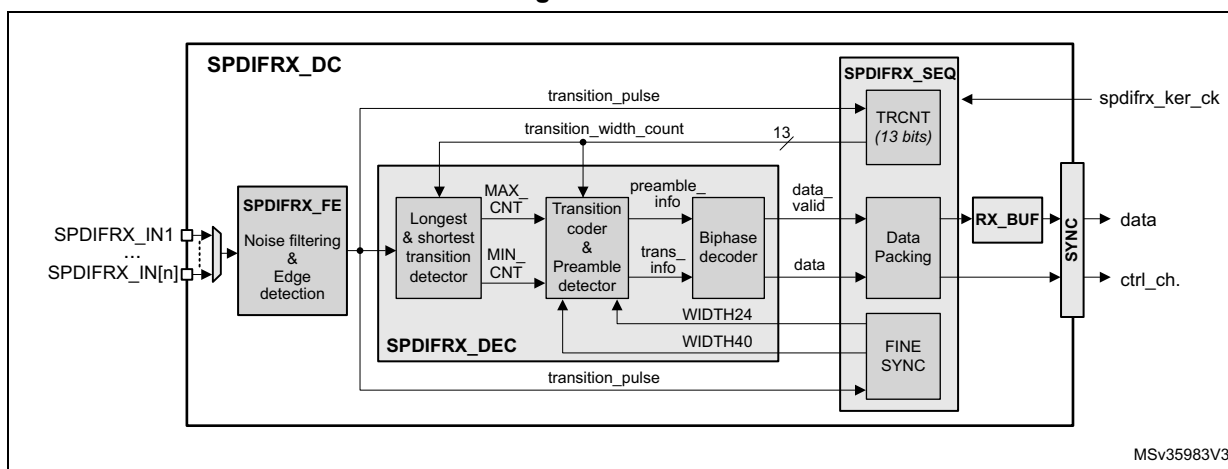 SPDIFRX_DC
SPDIFRX_SEQ
transition_pulse
spdifrx_ker_ck
TRCNT
(13 bits)
transition_width_count
13
SPDIFRX_FE
Noise filtering
&
Edge
detection
SPDIFRX_IN1
...
SPDIFRX_IN[n]
Longest
& shortest
transition
detector
MAX_
CNT
MIN_
CNT
Transition
coder
&
Preamble
detector
preamble_
info
trans_
info
Biphase
decoder
data_
valid
data
Data
Packing
RX_BUF
SYNC
data
ctrl_ch.
WIDTH24
WIDTH40
SPDIFRX_DEC
FINE
SYNC
transition_pulse
MSv35983V3